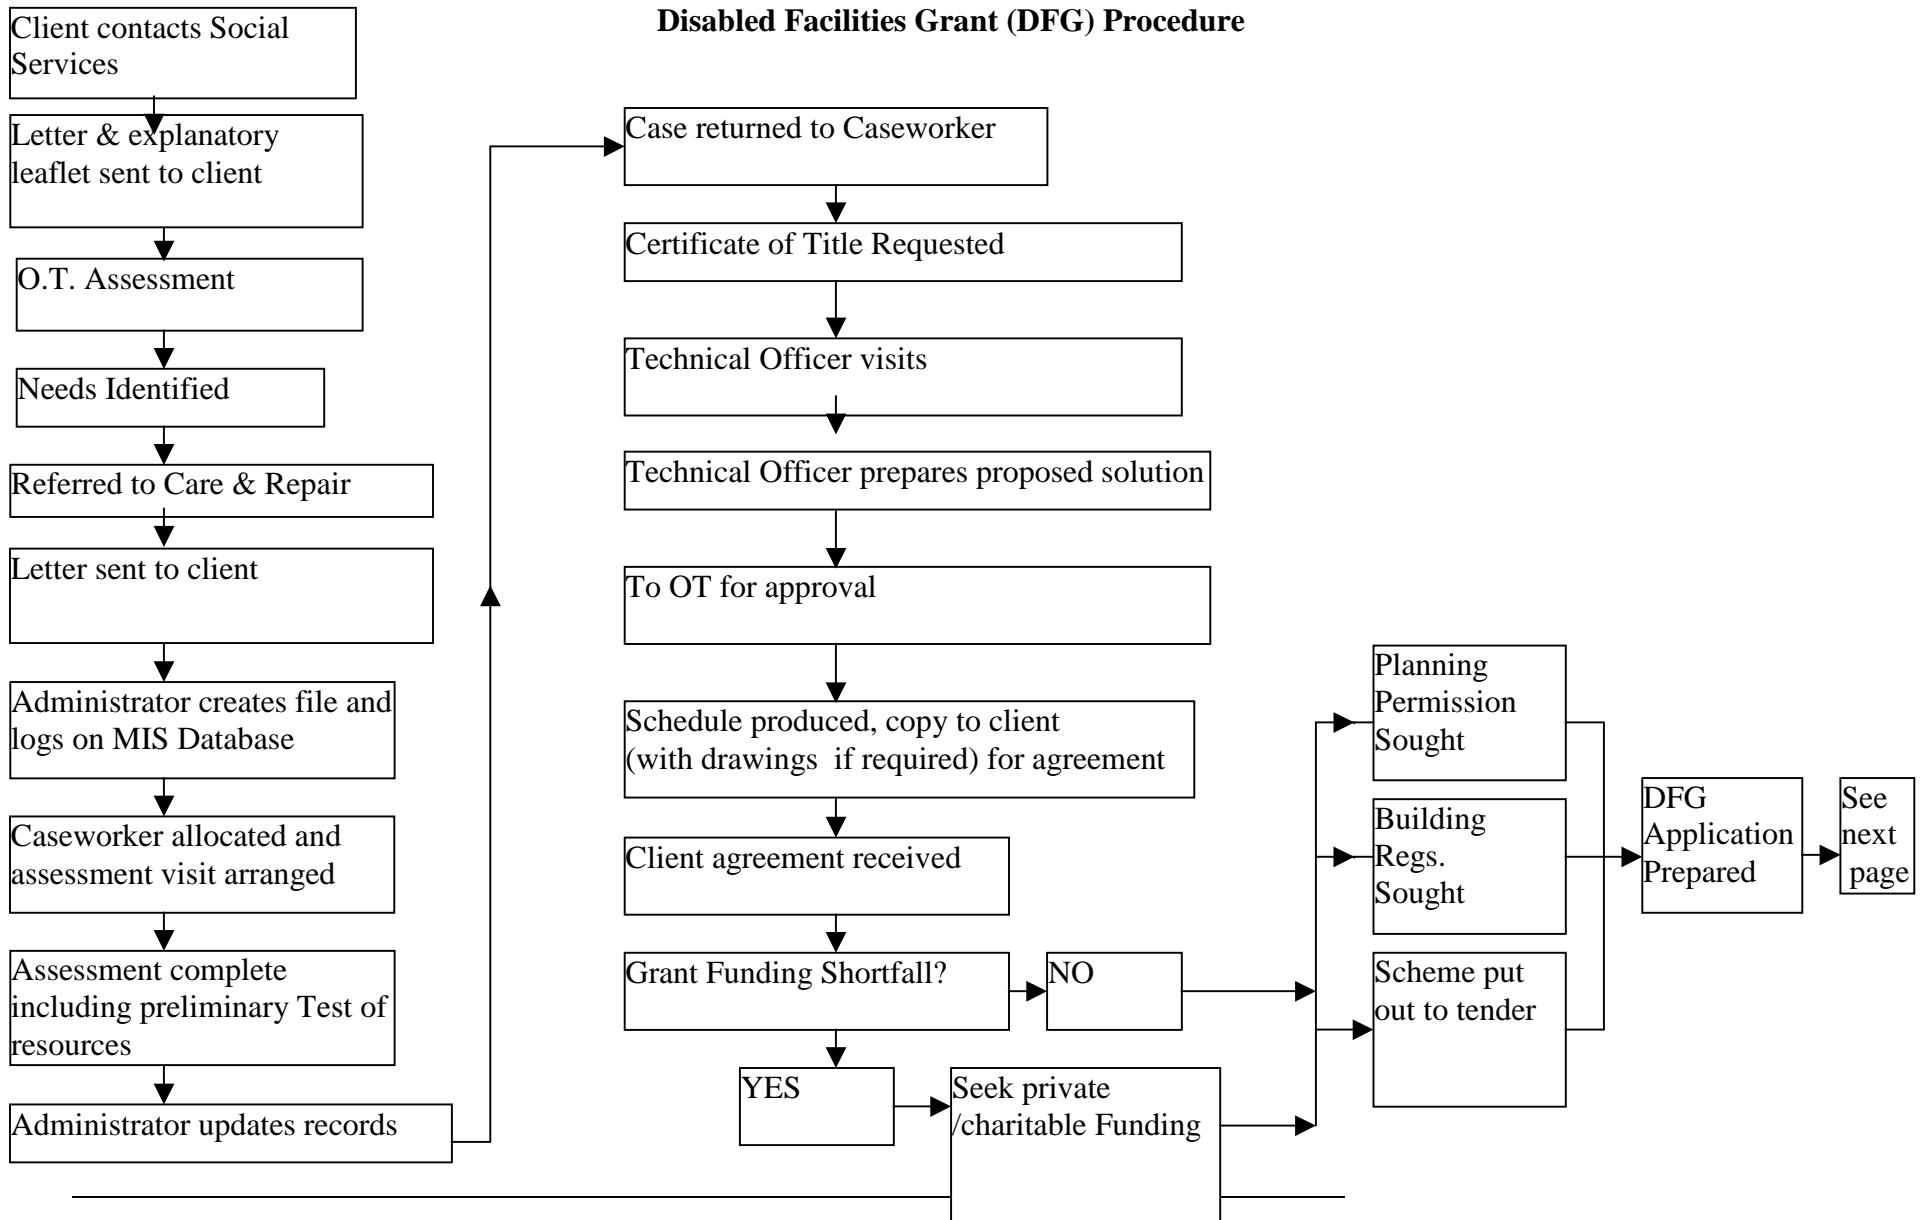 Disabled Facilities Grant (DFG) Procedure
Client contacts Social
Services
Letter & explanatory
leaflet sent to client
O.T. Assessment
Needs Identified
Referred to Care & Repair
Letter sent to client
Administrator creates file and
logs on MIS Database
Caseworker allocated and
assessment visit arranged
Assessment complete
including preliminary Test of
resources
Administrator updates records
Case returned to Caseworker
Certificate of Title Requested
Technical Officer visits
Technical Officer prepares proposed solution
To OT for approval
Schedule produced, copy to client
(with drawings if required) for agreement
Client agreement received
Grant Funding Shortfall?
NO
YES
Seek private
/charitable Funding
Planning
Permission
Sought
Building
Regs.
Sought
Scheme put
out to tender
DFG
Application
Prepared
See
next
page